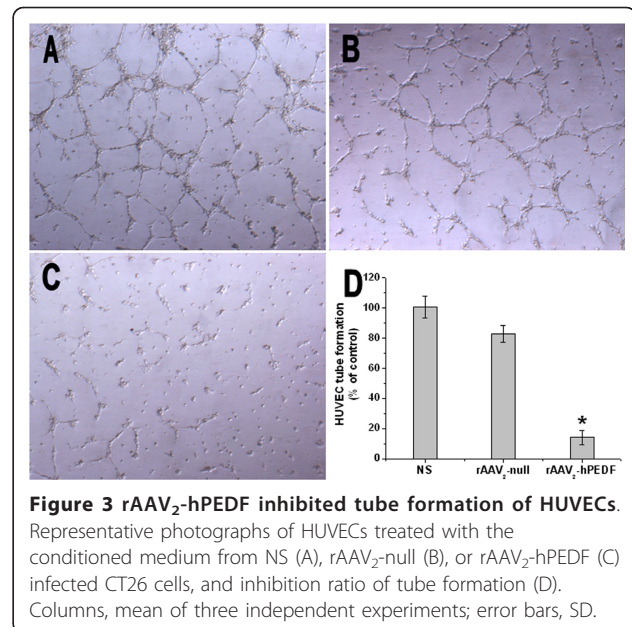 A
B
C
D
HUVEC tube formation
(% of control)
120
100
80
60
40
20
0
*
NS
rAAV₂-null
rAAV₂-hPEDF
Figure 3 rAAV₂-hPEDF inhibited tube formation of HUVECs.
Representative photographs of HUVECs treated with the
conditioned medium from NS (A), rAAV₂-null (B), or rAAV₂-hPEDF (C)
infected CT26 cells, and inhibition ratio of tube formation (D).
Columns, mean of three independent experiments; error bars, SD.